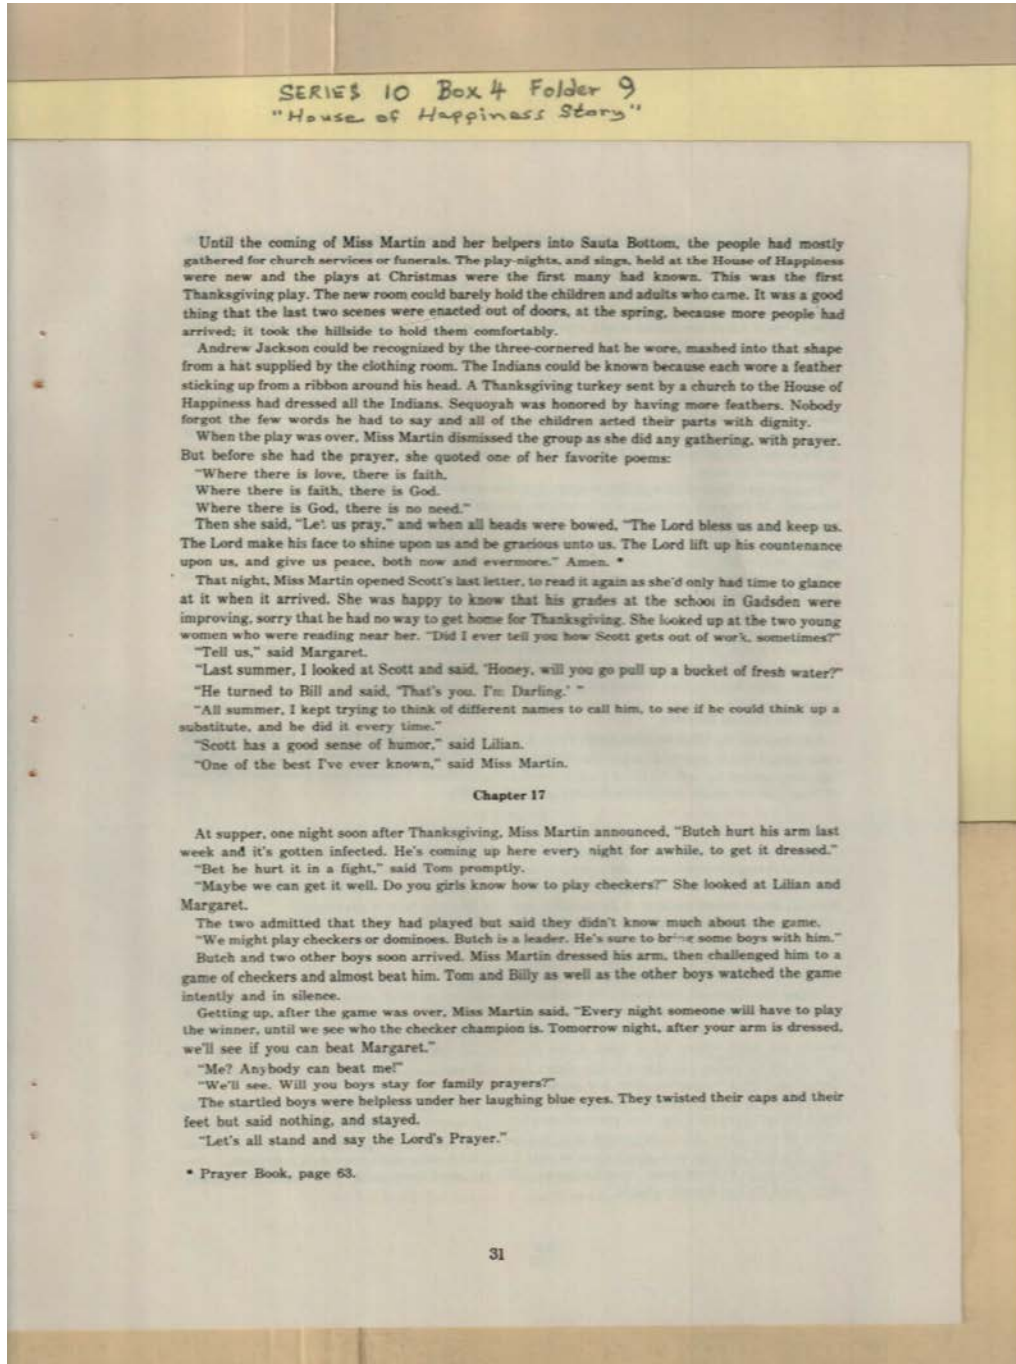 SERIES 10 Box 4 Folder 9
"House of Happiness Story"
Until the coming of Miss Martin and her helpers into Sauta Bottom, the people had mostly
gathered for church services or funerals. The play-nights, and sings, held at the House of Happiness
were new and the plays at Christmas were the first many had known. This was the first
Thanksgiving play. The new room could barely hold the children and adults who came. It was a good
thing that the last two scenes were enacted out of doors, at the spring, because more people had
arrived; it took the hillside to hold them comfortably.
Andrew Jackson could be recognized by the three-cornered hat he wore, mashed into that shape
from a hat supplied by the clothing room. The Indians could be known because each wore a feather
sticking up from a ribbon around his head. A Thanksgiving turkey sent by a church to the House of
Happiness had dressed all the Indians. Sequoyah was honored by having more feathers. Nobody
forgot the few words he had to say and all of the children acted their parts with dignity.
When the play was over, Miss Martin dismissed the group as she did any gathering, with prayer.
But before she had the prayer, she quoted one of her favorite poems:
"Where there is love, there is faith,
Where there is faith, there is God.
Where there is God, there is no need."
Then she said, "Let us pray," and when all heads were bowed, "The Lord bless us and keep us.
The Lord make his face to shine upon us and be gracious unto us. The Lord lift up his countenance
upon us, and give us peace, both now and evermore." Amen. *
That night, Miss Martin opened Scott's last letter, to read it again as she'd only had time to glance
at it when it arrived. She was happy to know that his grades at the school in Gadsden were
improving, sorry that he had no way to get home for Thanksgiving. She looked up at the two young
women who were reading near her. "Did I ever tell you how Scott gets out of work, sometimes?"
"Tell us," said Margaret.
"Last summer, I looked at Scott and said, 'Honey, will you go pull up a bucket of fresh water?"
"He turned to Bill and said, 'That's you. I'm Darling.' "
"All summer, I kept trying to think of different names to call him, to see if he could think up a
substitute, and he did it every time."
"Scott has a good sense of humor," said Lilian.
"One of the best I've ever known," said Miss Martin.
Chapter 17
At supper, one night soon after Thanksgiving, Miss Martin announced, "Butch hurt his arm last
week and it's gotten infected. He's coming up here every night for awhile, to get it dressed."
"Bet he hurt it in a fight," said Tom promptly.
"Maybe we can get it well. Do you girls know how to play checkers?" She looked at Lilian and
Margaret.
The two admitted that they had played but said they didn't know much about the game.
"We might play checkers or dominoes. Butch is a leader. He's sure to bring some boys with him."
Butch and two other boys soon arrived. Miss Martin dressed his arm, then challenged him to a
game of checkers and almost beat him. Tom and Billy as well as the other boys watched the game
intently and in silence.
Getting up, after the game was over, Miss Martin said, "Every night someone will have to play
the winner, until we see who the checker champion is. Tomorrow night, after your arm is dressed,
we'll see if you can beat Margaret."
"Me? Anybody can beat me!"
"We'll see. Will you boys stay for family prayers?"
The startled boys were helpless under her laughing blue eyes. They twisted their caps and their
feet but said nothing, and stayed.
"Let's all stand and say the Lord's Prayer."
* Prayer Book, page 63.
31